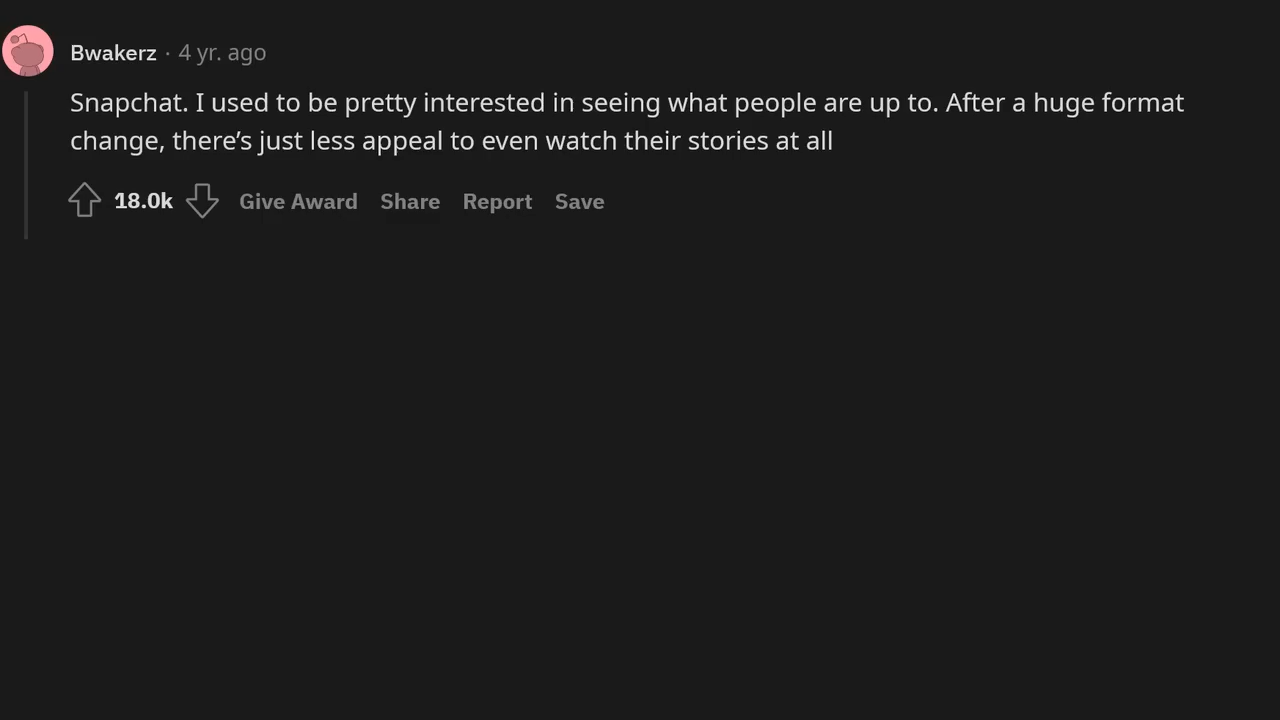 Bwakerz · 4 yr. ago
Snapchat. I used to be pretty interested in seeing what people are up to. After a huge format
change, there’s just less appeal to even watch their stories at all
18.0k Give Award Share Report Save